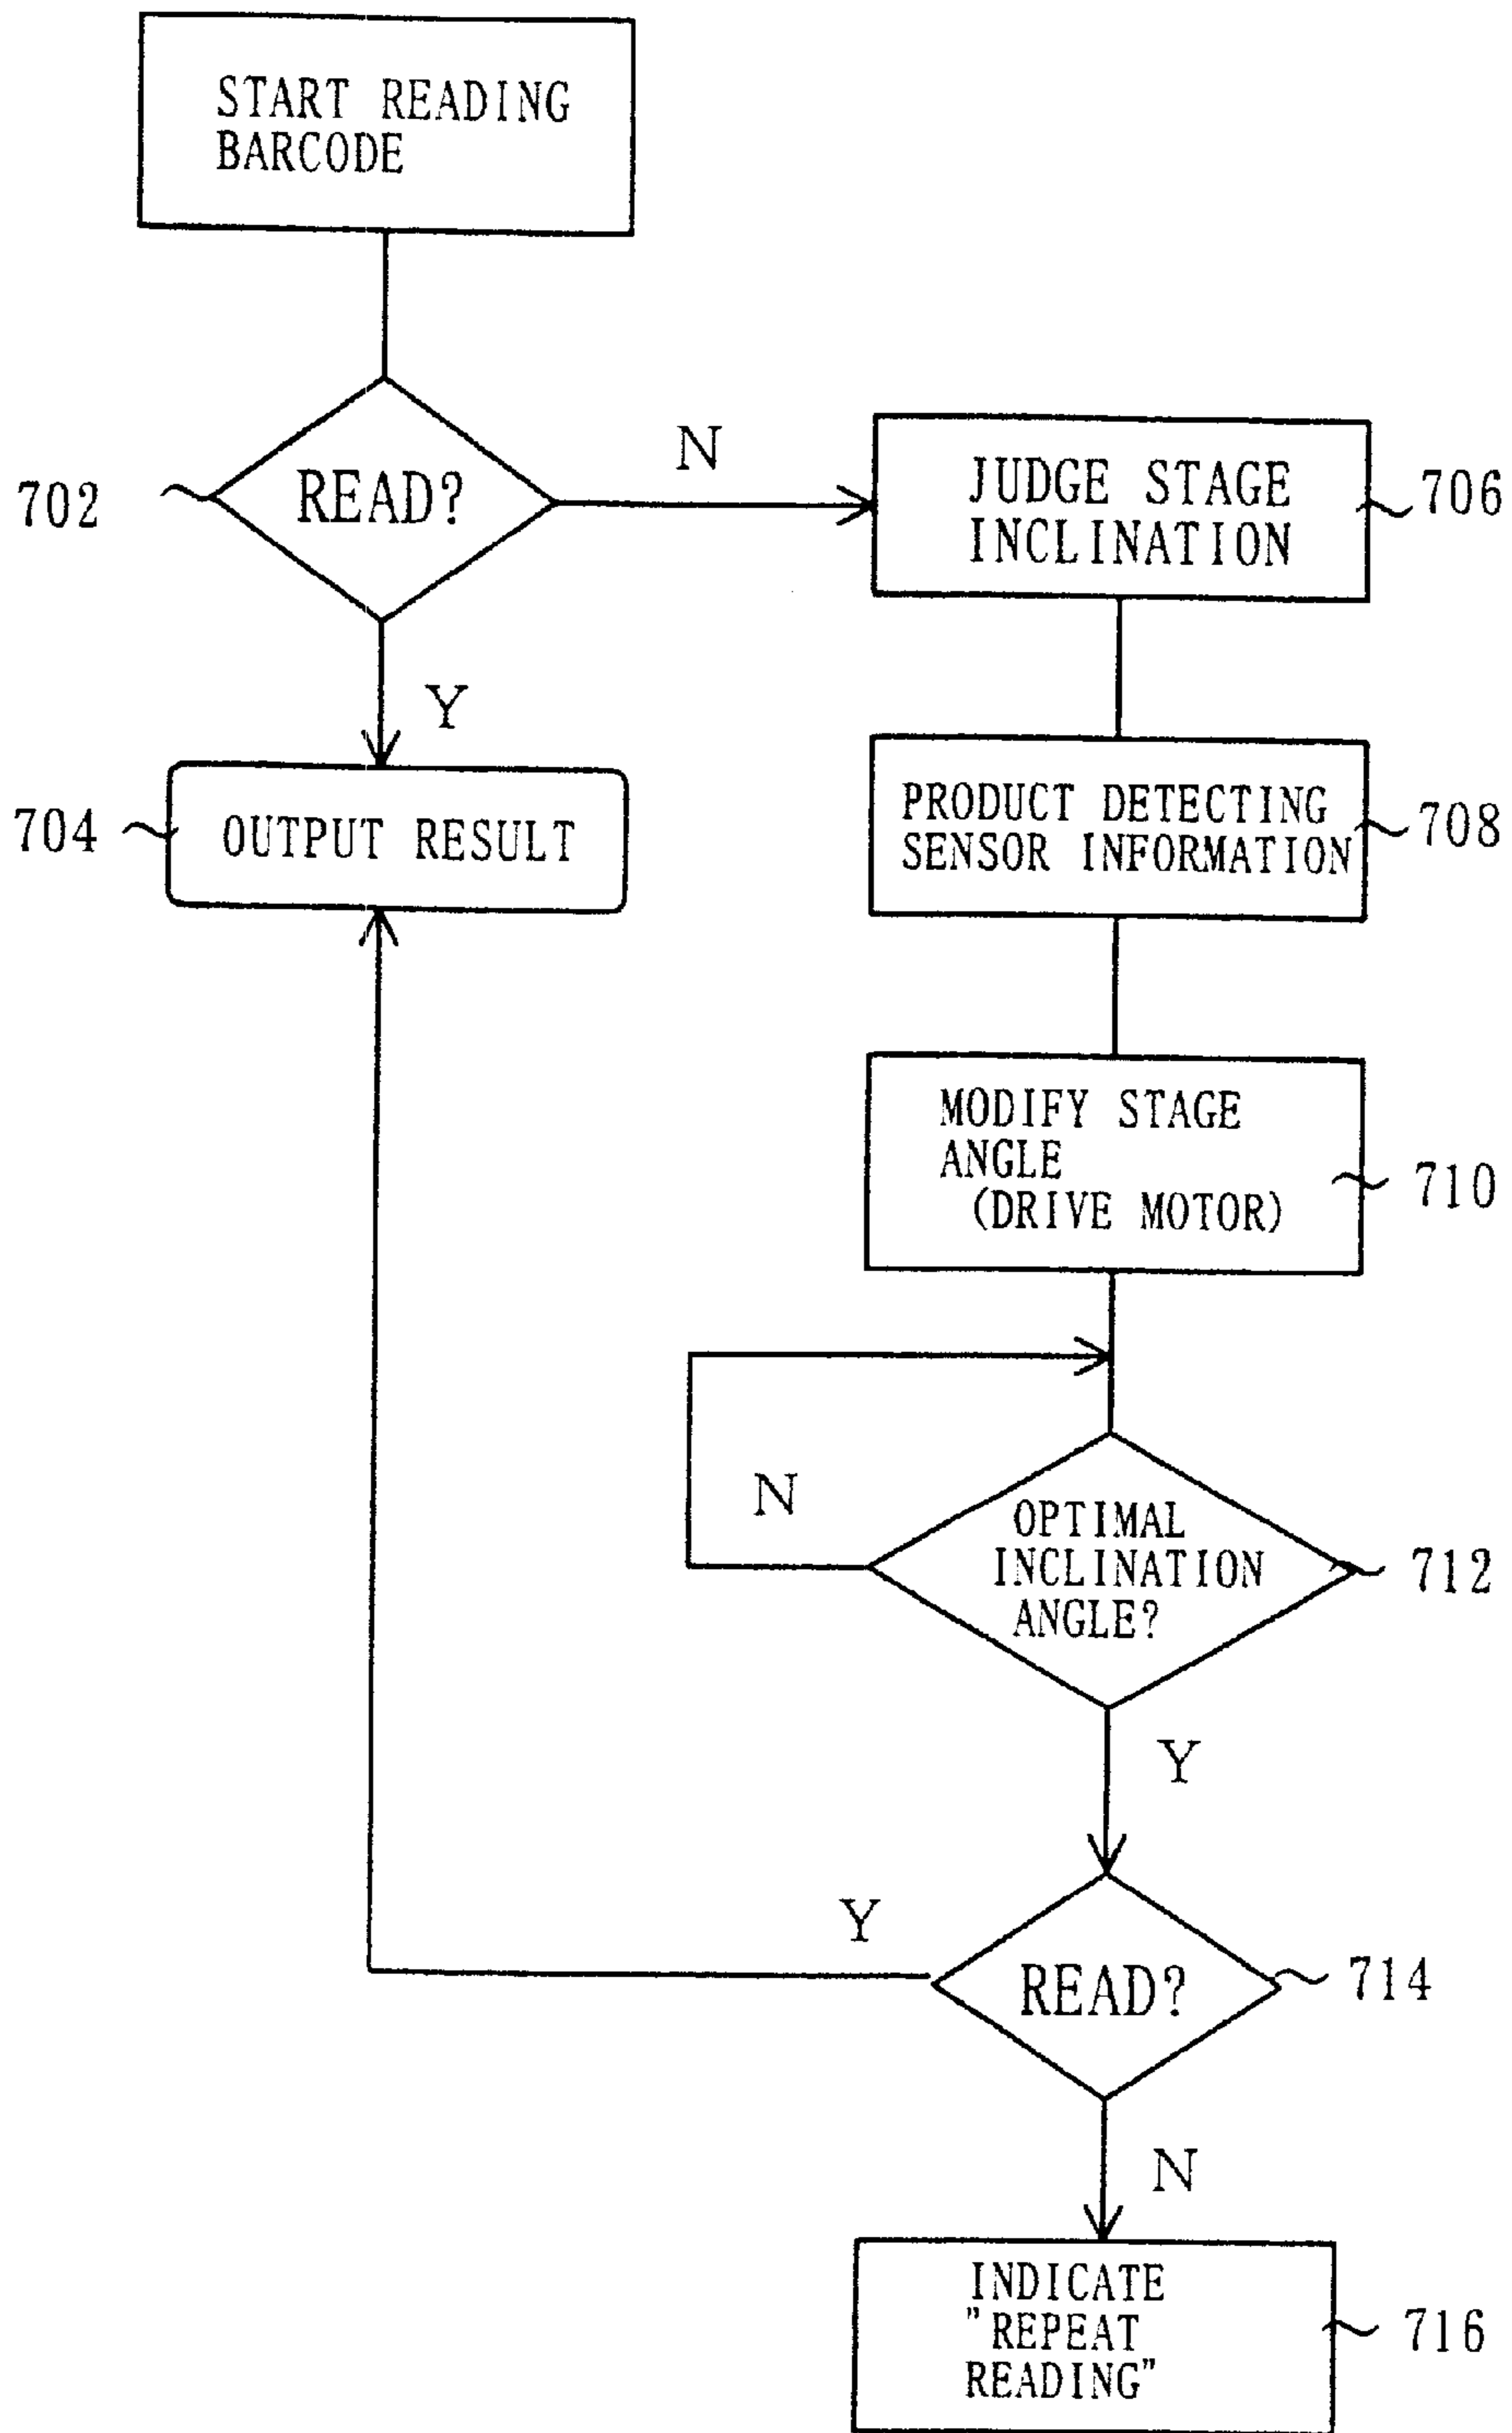 START READING
BARCODE
702
READ?
N
JUDGE STAGE
INCLINATION
706
Y
704
OUTPUT RESULT
PRODUCT DETECTING
SENSOR INFORMATION
708
MODIFY STAGE
ANGLE
(DRIVE MOTOR)
710
N
OPTIMAL
INCLINATION
ANGLE?
712
Y
Y
READ?
714
N
INDICATE
"REPEAT
READING"
716